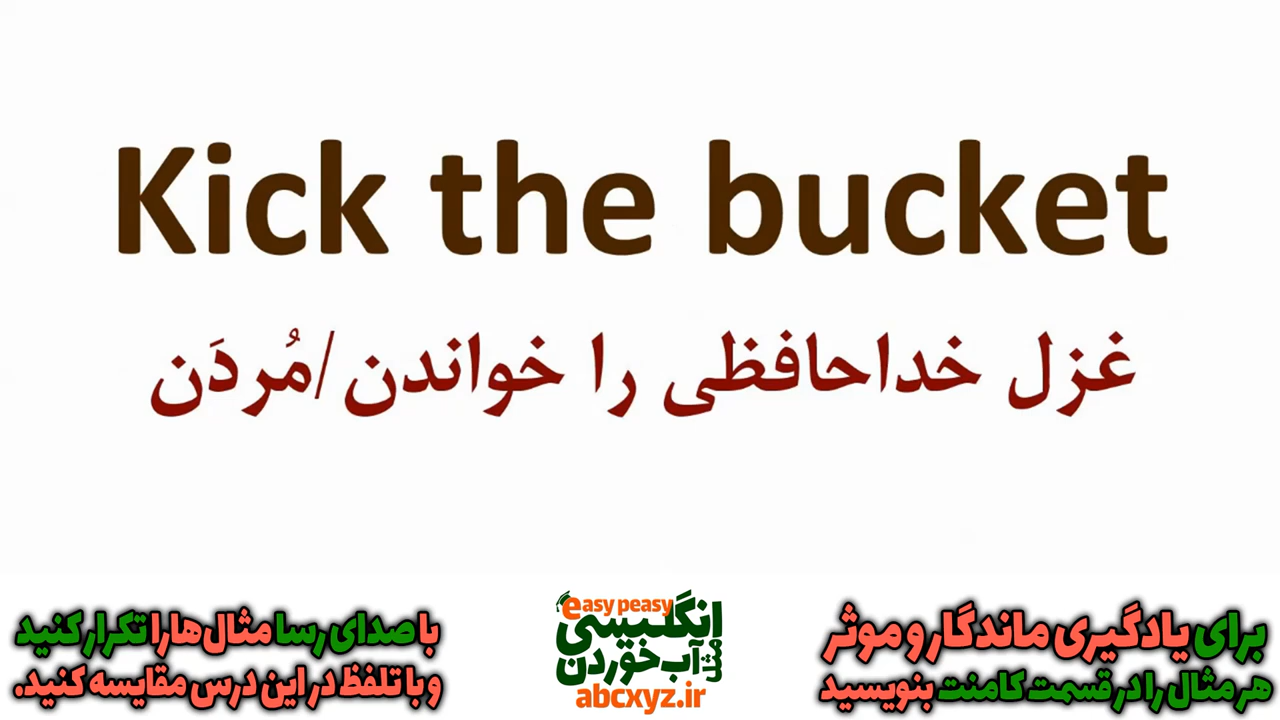 Kick the bucket
غزل خداحافظی را خواندن/مُردَن
برای یادگیری ماندگار و موثر
هر مثال را در قسمت کامنت بنویسید
easy peasy
انگلیسی
مثل آب خوردن
abcxyz.ir
با صدای رسا مثال‌ها را تکرار کنید
و با تلفظ در این درس مقایسه کنید.